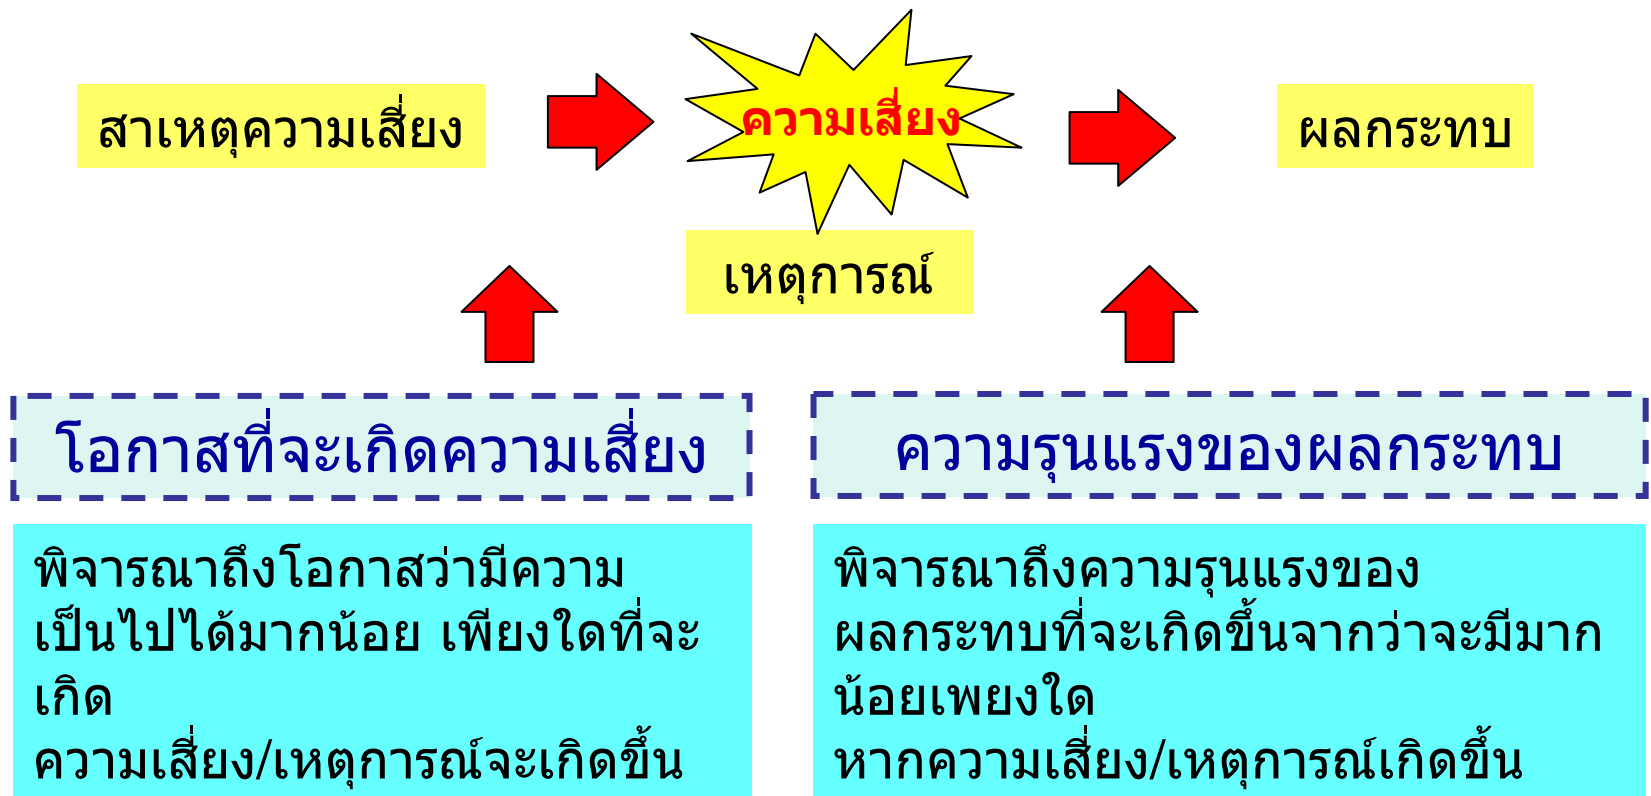 สาเหตุความเสี่ยง
ความเสี่ยง
ผลกระทบ
เหตุการณ์
โอกาสที่จะเกิดความเสี่ยง
ความรุนแรงของผลกระทบ
พิจารณาถึงโอกาสว่ามีความ
เป็นไปได้มากน้อย เพียงใดที่จะ
เกิด
ความเสี่ยง/เหตุการณ์จะเกิดขึ้น
พิจารณาถึงความรุนแรงของ
ผลกระทบที่จะเกิดขึ้นจากว่าจะมีมาก
น้อยเพยงใด
หากความเสี่ยง/เหตุการณ์เกิดขึ้น